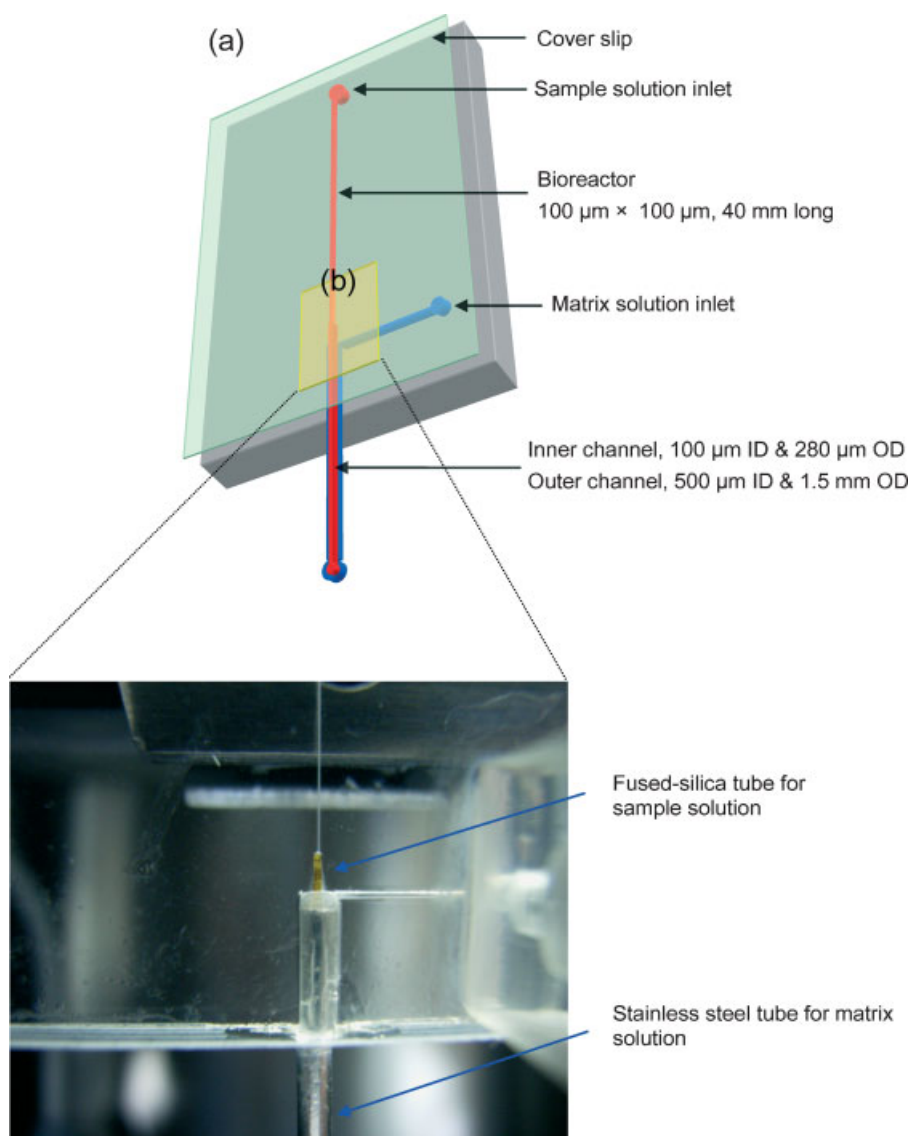 (a)
Cover slip
Sample solution inlet
Bioreactor
100 µm × 100 µm, 40 mm long
(b)
Matrix solution inlet
Inner channel, 100 µm ID & 280 µm OD
Outer channel, 500 µm ID & 1.5 mm OD
Fused-silica tube for
sample solution
Stainless steel tube for matrix
solution